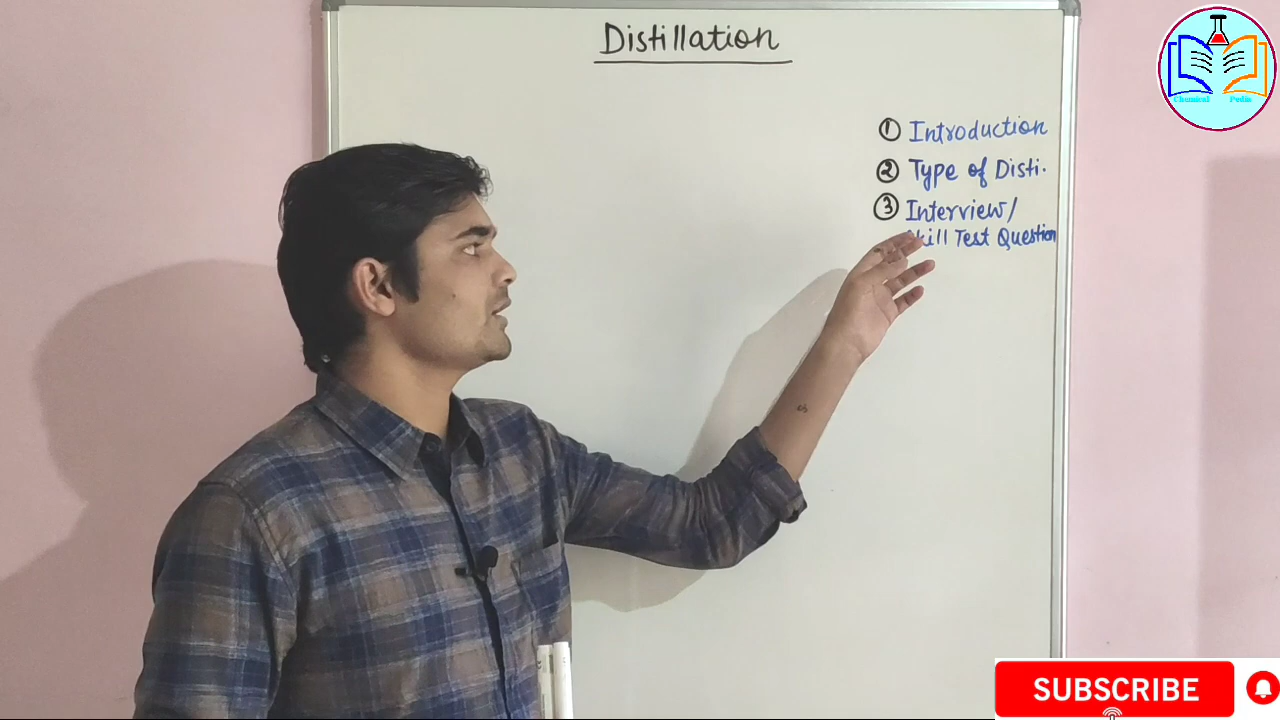 Distillation
① Introduction
② Type of Disti.
③ Interview/
Skill Test Question
Chemical Pedia
SUBSCRIBE